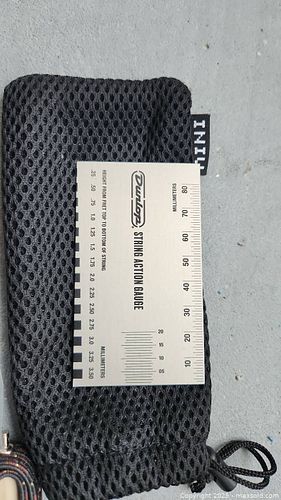 INIU
Dunlop
STRING ACTION GAUGE
HEIGHT FROM FRET TOP TO BOTTOM OF STRING
.25 .50 .75 1.0 1.25 1.5 1.75 2.0 2.25 2.50 2.75 3.0 3.25 3.50
MILLIMETERS
MILLIMETERS
80 70 60 50 40 30 20 10
20
15
10
05
Copyright © 2025 - maxsold.com